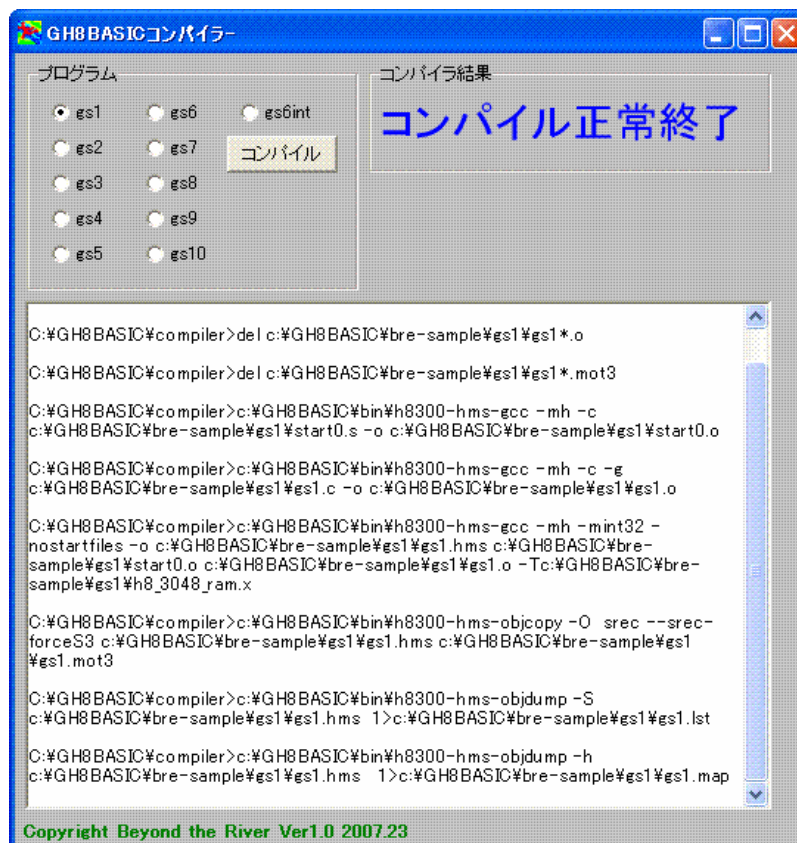 GH8BASICコンパイラー
プログラム
gs1
gs6
gs6int
gs2
gs7
コンパイル
gs3
gs8
gs4
gs9
gs5
gs10
コンパイラ結果
コンパイル正常終了
C:¥GH8BASIC¥compiler>del c:¥GH8BASIC¥bre-sample¥gs1¥gs1*.o
C:¥GH8BASIC¥compiler>del c:¥GH8BASIC¥bre-sample¥gs1¥gs1*.mot3
C:¥GH8BASIC¥compiler>c:¥GH8BASIC¥bin¥h8300-hms-gcc -mh -c
c:¥GH8BASIC¥bre-sample¥gs1¥start0.s -o c:¥GH8BASIC¥bre-sample¥gs1¥start0.o
C:¥GH8BASIC¥compiler>c:¥GH8BASIC¥bin¥h8300-hms-gcc -mh -c -g
c:¥GH8BASIC¥bre-sample¥gs1¥gs1.c -o c:¥GH8BASIC¥bre-sample¥gs1¥gs1.o
C:¥GH8BASIC¥compiler>c:¥GH8BASIC¥bin¥h8300-hms-gcc -mh -mint32 -
nostartfiles -o c:¥GH8BASIC¥bre-sample¥gs1¥gs1.hms c:¥GH8BASIC¥bre-
sample¥gs1¥start0.o c:¥GH8BASIC¥bre-sample¥gs1¥gs1.o -Tc:¥GH8BASIC¥bre-
sample¥gs1¥h8_3048_ram.x
C:¥GH8BASIC¥compiler>c:¥GH8BASIC¥bin¥h8300-hms-objcopy -O srec --srec-
forceS3 c:¥GH8BASIC¥bre-sample¥gs1¥gs1.hms c:¥GH8BASIC¥bre-sample¥gs1
¥gs1.mot3
C:¥GH8BASIC¥compiler>c:¥GH8BASIC¥bin¥h8300-hms-objdump -S
c:¥GH8BASIC¥bre-sample¥gs1¥gs1.hms 1>c:¥GH8BASIC¥bre-sample¥gs1¥gs1.lst
C:¥GH8BASIC¥compiler>c:¥GH8BASIC¥bin¥h8300-hms-objdump -h
c:¥GH8BASIC¥bre-sample¥gs1¥gs1.hms 1>c:¥GH8BASIC¥bre-sample¥gs1¥gs1.map
Copyright Beyond the River Ver1.0 2007.23